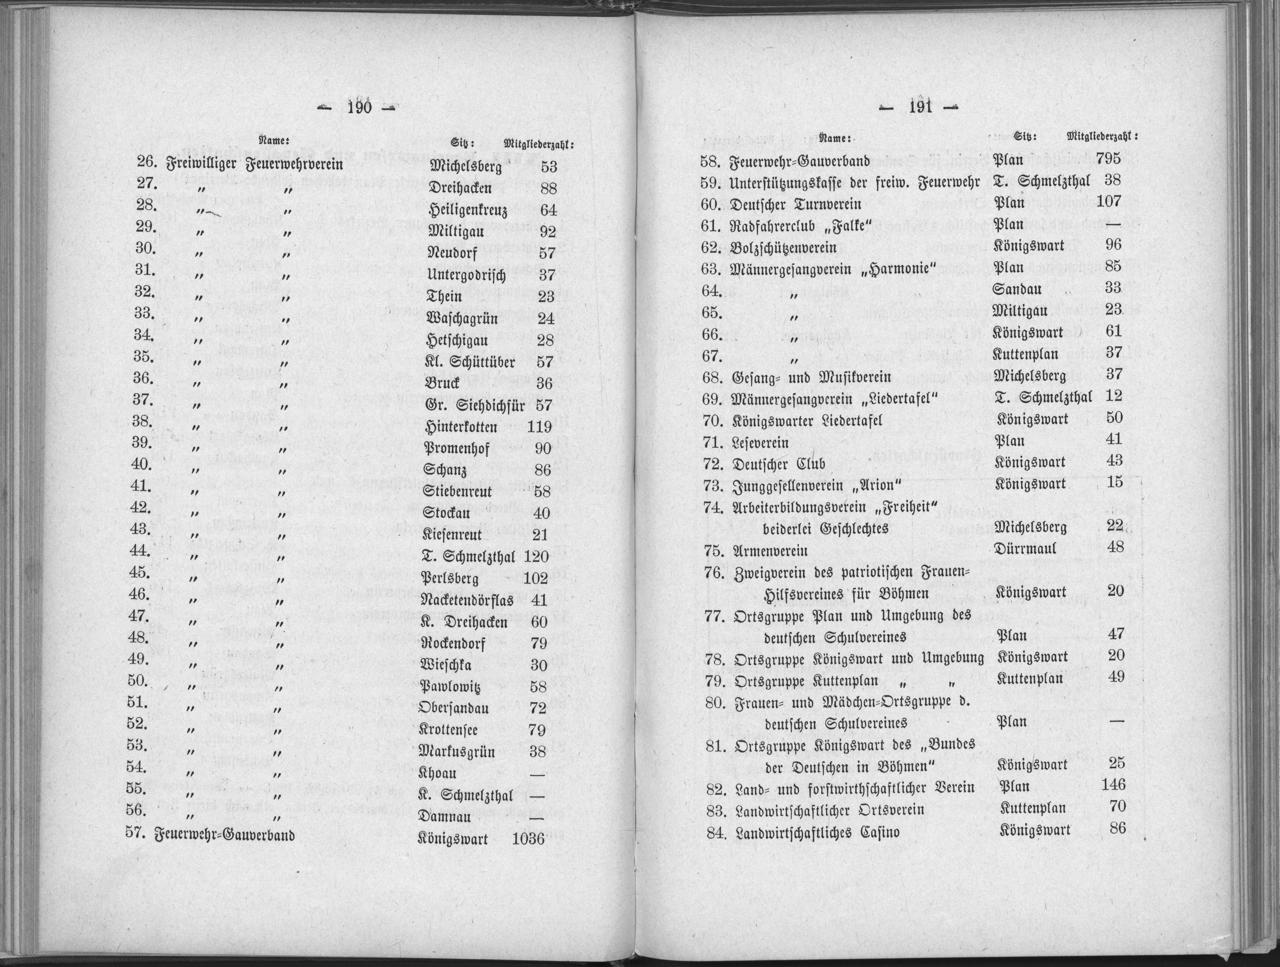 — 190 —
Name: Sitz: Mitgliederzahl:
26. Freiwilliger Feuerwehrverein Michelsberg 53
27. „ „ Dreihacken 88
28. „ „ Heiligenkreuz 64
29. „ „ Miltigau 92
30. „ „ Neudorf 57
31. „ „ Untergodrisch 37
32. „ „ Thein 23
33. „ „ Waschagrün 24
34. „ „ Hetschigau 28
35. „ „ Kl. Schüttüber 57
36. „ „ Bruck 36
37. „ „ Gr. Siehdichfür 57
38. „ „ Hinterkotten 119
39. „ „ Promenhof 90
40. „ „ Schanz 86
41. „ „ Stiebenreut 58
42. „ „ Stockau 40
43. „ „ Kiesenreut 21
44. „ „ T. Schmelzthal 120
45. „ „ Perlsberg 102
46. „ „ Nacketendörflas 41
47. „ „ K. Dreihacken 60
48. „ „ Rockendorf 79
49. „ „ Wieschka 30
50. „ „ Pawlowitz 58
51. „ „ Obersandau 72
52. „ „ Krottensee 79
53. „ „ Markusgrün 38
54. „ „ Khoau —
55. „ „ K. Schmelzthal —
56. „ „ Damnau —
57. Feuerwehr-Gauverband Königswart 1036
— 191 —
Name: Sitz: Mitgliederzahl:
58. Feuerwehr-Gauverband Plan 795
59. Unterstützungskasse der freiw. Feuerwehr T. Schmelzthal 38
60. Deutscher Turnverein Plan 107
61. Radfahrerclub „Falke“ Plan —
62. Bolzschützenverein Königswart 96
63. Männergesangverein „Harmonie“ Plan 85
64. „ Sandau 33
65. „ Miltigau 23
66. „ Königswart 61
67. „ Kuttenplan 37
68. Gesang- und Musikverein Michelsberg 37
69. Männergesangverein „Liedertafel“ T. Schmelzthal 12
70. Königswarter Liedertafel Königswart 50
71. Leseverein Plan 41
72. Deutscher Club Königswart 43
73. Junggesellenverein „Arion“ Königswart 15
74. Arbeiterbildungsverein „Freiheit“
beiderlei Geschlechtes Michelsberg 22
75. Armenverein Dürrmaul 48
76. Zweigverein des patriotischen Frauen-
Hilfsvereines für Böhmen Königswart 20
77. Ortsgruppe Plan und Umgebung des
deutschen Schulvereines Plan 47
78. Ortsgruppe Königswart und Umgebung Königswart 20
79. Ortsgruppe Kuttenplan „ „ Kuttenplan 49
80. Frauen- und Mädchen-Ortsgruppe d.
deutschen Schulvereines Plan —
81. Ortsgruppe Königswart des „Bundes
der Deutschen in Böhmen“ Königswart 25
82. Land- und forstwirthschaftlicher Verein Plan 146
83. Landwirtschaftlicher Ortsverein Kuttenplan 70
84. Landwirtschaftliches Casino Königswart 86